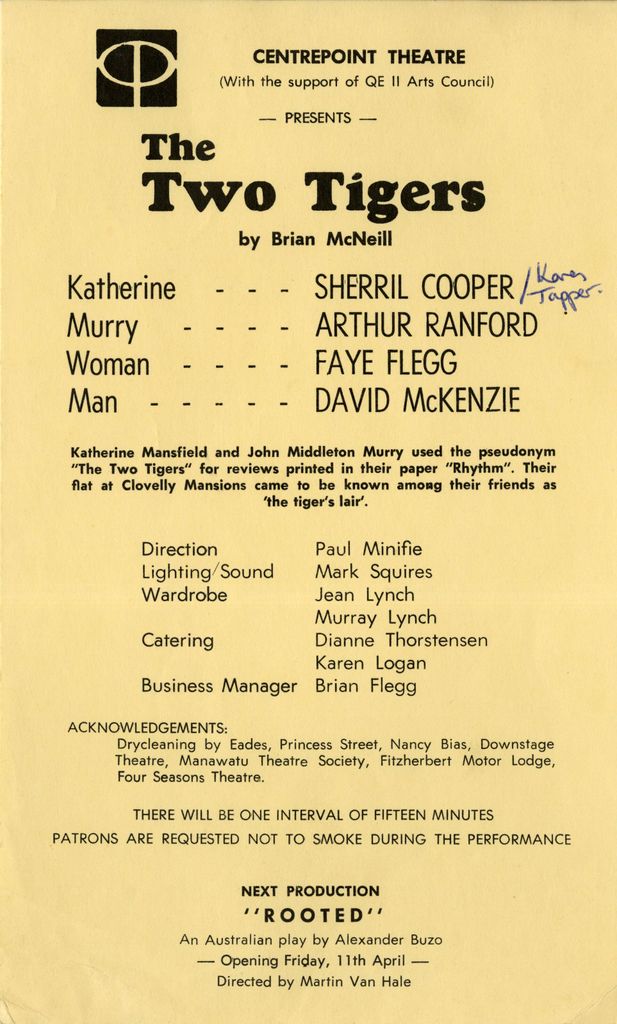 CENTREPOINT THEATRE
(With the support of QE II Arts Council)
— PRESENTS —
The
Two Tigers
by Brian McNeill
Katherine - - - SHERRIL COOPER / Karen Tapper.
Murry - - - - ARTHUR RANFORD
Woman - - - - FAYE FLEGG
Man - - - - - DAVID McKENZIE
Katherine Mansfield and John Middleton Murry used the pseudonym
"The Two Tigers" for reviews printed in their paper "Rhythm". Their
flat at Clovelly Mansions came to be known among their friends as
'the tiger's lair'.
Direction Paul Minifie
Lighting/Sound Mark Squires
Wardrobe Jean Lynch
Murray Lynch
Catering Dianne Thorstensen
Karen Logan
Business Manager Brian Flegg
ACKNOWLEDGEMENTS:
Drycleaning by Eades, Princess Street, Nancy Bias, Downstage
Theatre, Manawatu Theatre Society, Fitzherbert Motor Lodge,
Four Seasons Theatre.
THERE WILL BE ONE INTERVAL OF FIFTEEN MINUTES
PATRONS ARE REQUESTED NOT TO SMOKE DURING THE PERFORMANCE
NEXT PRODUCTION
''ROOTED''
An Australian play by Alexander Buzo
— Opening Friday, 11th April —
Directed by Martin Van Hale